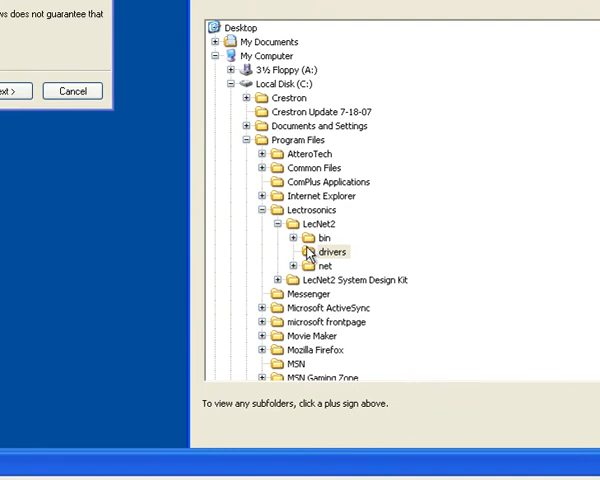 ws does not guarantee that
ext >
Cancel
Desktop
My Documents
My Computer
3½ Floppy (A:)
Local Disk (C:)
Crestron
Crestron Update 7-18-07
Documents and Settings
Program Files
AtteroTech
Common Files
ComPlus Applications
Internet Explorer
Lectrosonics
LecNet2
bin
drivers
net
LecNet2 System Design Kit
Messenger
Microsoft ActiveSync
microsoft frontpage
Movie Maker
Mozilla Firefox
MSN
MSN Gaming Zone
To view any subfolders, click a plus sign above.